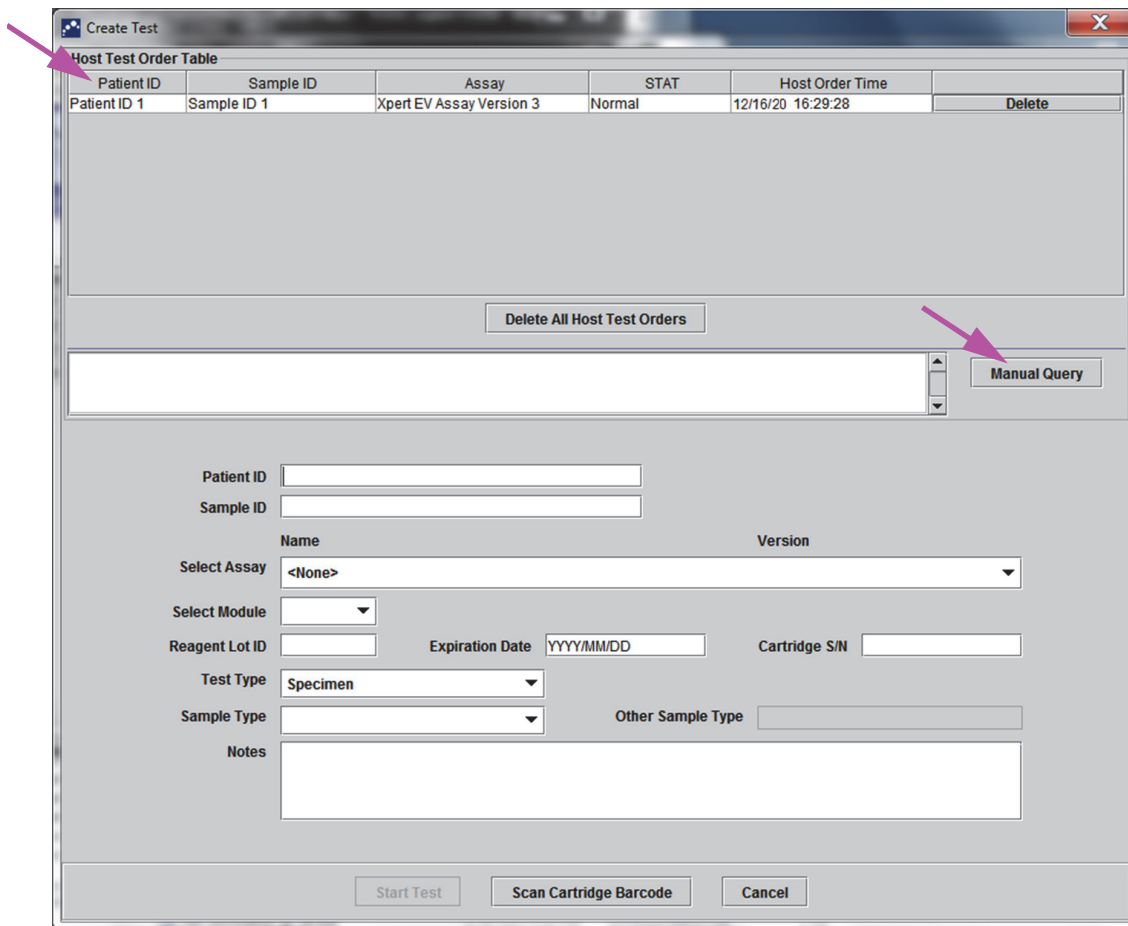 Create Test
X
Host Test Order Table
Patient ID Sample ID Assay STAT Host Order Time
Patient ID 1 Sample ID 1 Xpert EV Assay Version 3 Normal 12/16/20 16:29:28 Delete
Delete All Host Test Orders
Manual Query
Patient ID
Sample ID
Name Version
Select Assay <None>
Select Module
Reagent Lot ID Expiration Date YYYY/MM/DD Cartridge S/N
Test Type Specimen
Sample Type Other Sample Type
Notes
Start Test Scan Cartridge Barcode Cancel